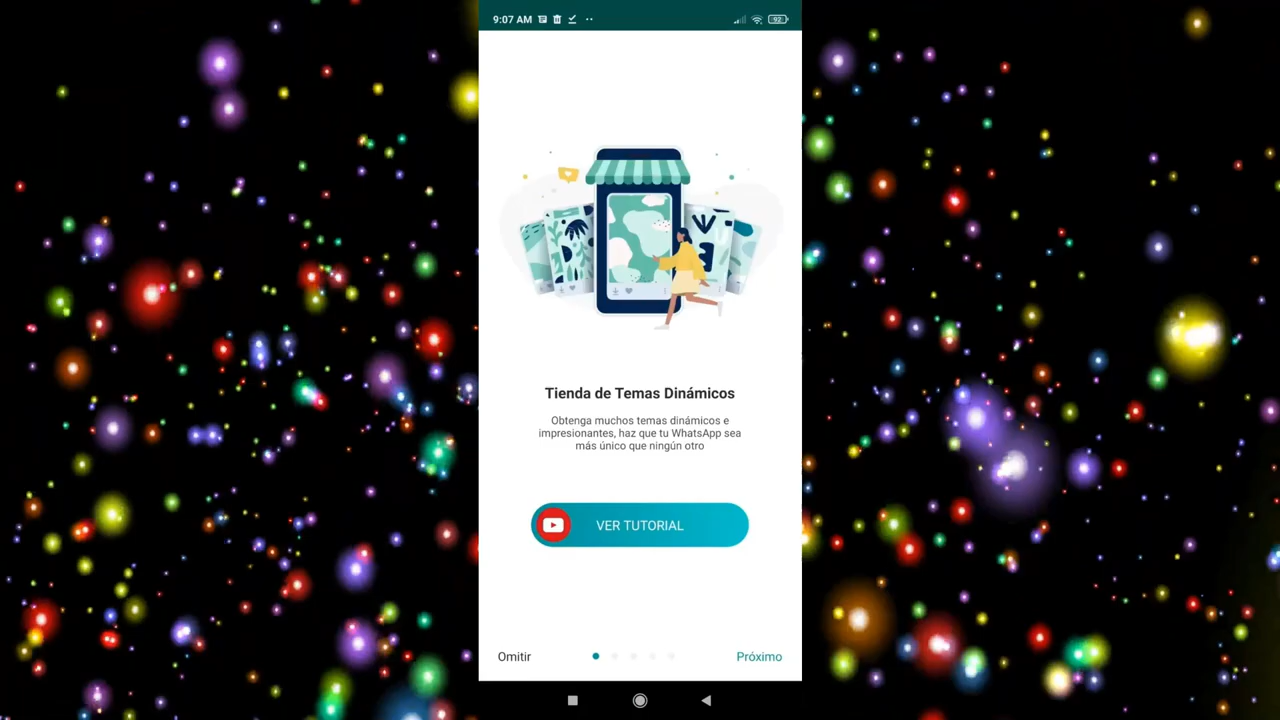 9:07 AM
92
Tienda de Temas Dinámicos
Obtenga muchos temas dinámicos e
impresionantes, haz que tu WhatsApp sea
más único que ningún otro
VER TUTORIAL
Omitir
Próximo